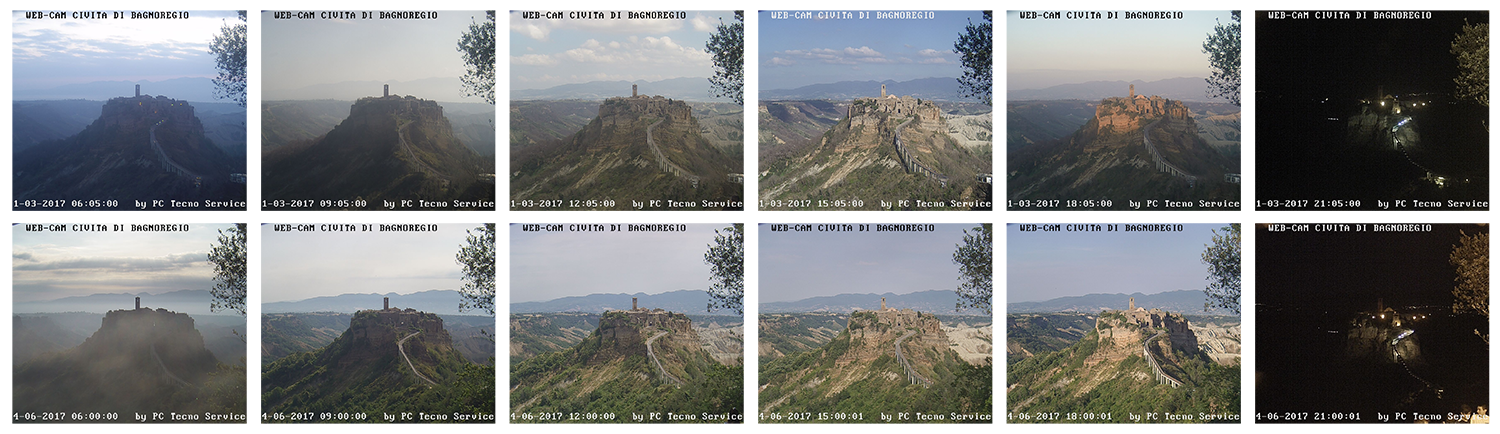 WEB-CAM CIVITA DI BAGNOREGIO
1-03-2017 06:05:00 by PC Tecno Service
WEB-CAM CIVITA DI BAGNOREGIO
1-03-2017 09:05:00 by PC Tecno Service
WEB-CAM CIVITA DI BAGNOREGIO
1-03-2017 12:05:00 by PC Tecno Service
WEB-CAM CIVITA DI BAGNOREGIO
1-03-2017 15:05:00 by PC Tecno Service
WEB-CAM CIVITA DI BAGNOREGIO
1-03-2017 18:05:00 by PC Tecno Service
WEB-CAM CIVITA DI BAGNOREGIO
1-03-2017 21:05:00 by PC Tecno Service
WEB-CAM CIVITA DI BAGNOREGIO
4-06-2017 06:00:00 by PC Tecno Service
WEB-CAM CIVITA DI BAGNOREGIO
4-06-2017 09:00:00 by PC Tecno Service
WEB-CAM CIVITA DI BAGNOREGIO
4-06-2017 12:00:00 by PC Tecno Service
WEB-CAM CIVITA DI BAGNOREGIO
4-06-2017 15:00:01 by PC Tecno Service
WEB-CAM CIVITA DI BAGNOREGIO
4-06-2017 18:00:01 by PC Tecno Service
WEB-CAM CIVITA DI BAGNOREGIO
4-06-2017 21:00:01 by PC Tecno Service